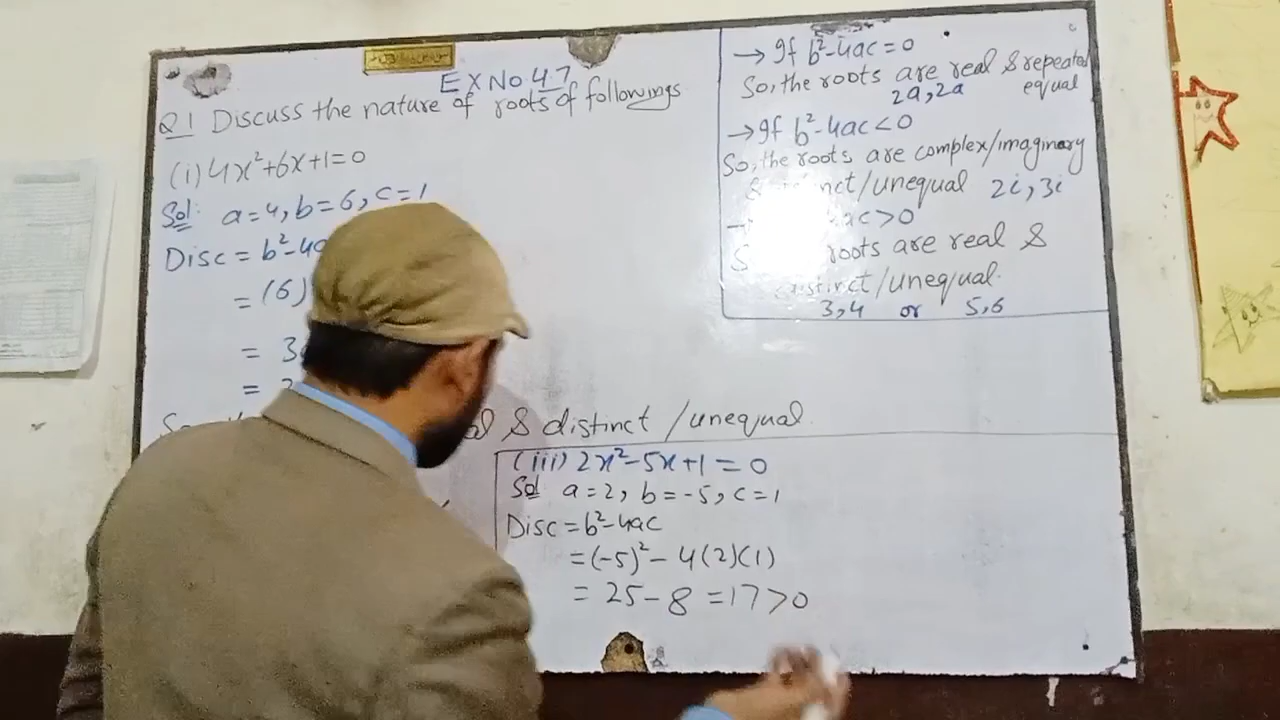 EX NO 4.7
Q1 Discuss the nature of roots of followings
(i) 4x²+6x+1=0
Sol: a=4, b=6, c=1
Disc = b²-4a
= (6)
= 3
=
& distinct /unequal.
(iii) 2x²-5x+1=0
Sol a=2, b=-5, c=1
Disc = b²-4ac
=(-5)² - 4(2)(1)
= 25-8 =17>0
→ If b²-4ac=0
So, the roots are real & repeated
2a, 2a equal
→ If b²-4ac<0
So, the roots are complex/imaginary
/unequal 2i, 3i
ac>0
roots are real &
/unequal.
3,4 or 5,6